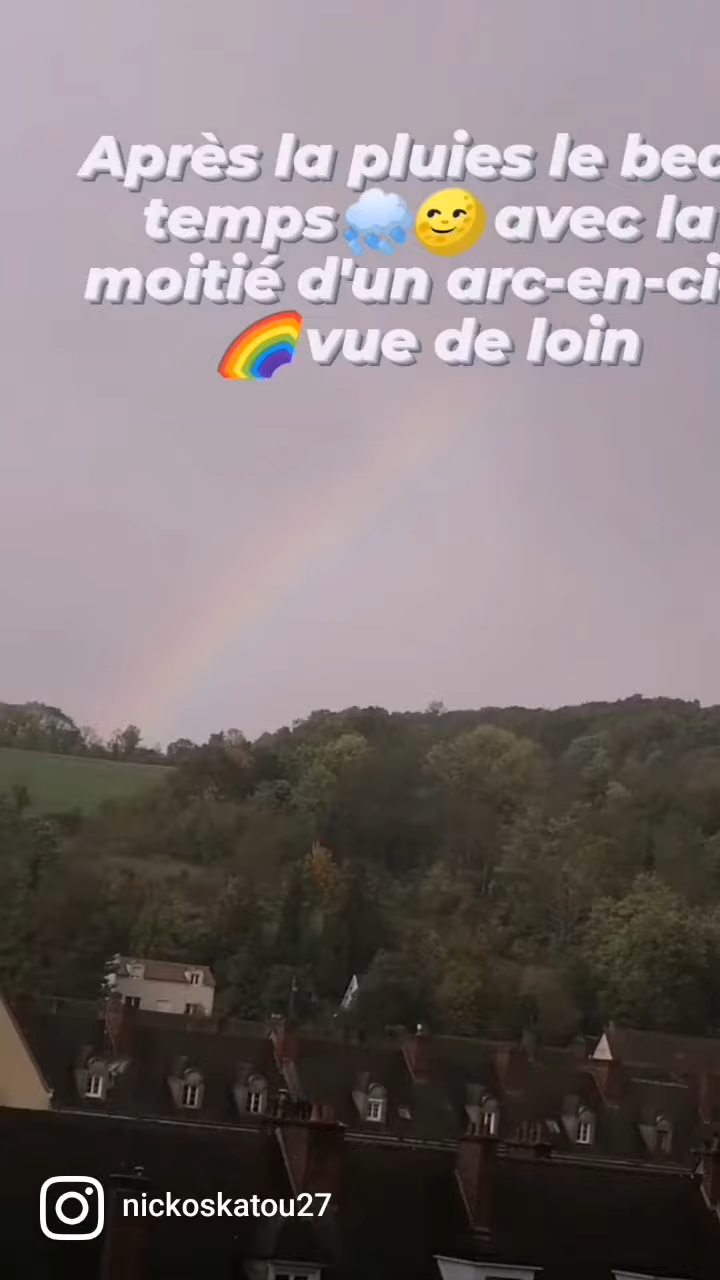 Après la pluies le bea
temps🌧️🌝 avec la
moitié d'un arc-en-ci
🌈vue de loin
nickoskatou27